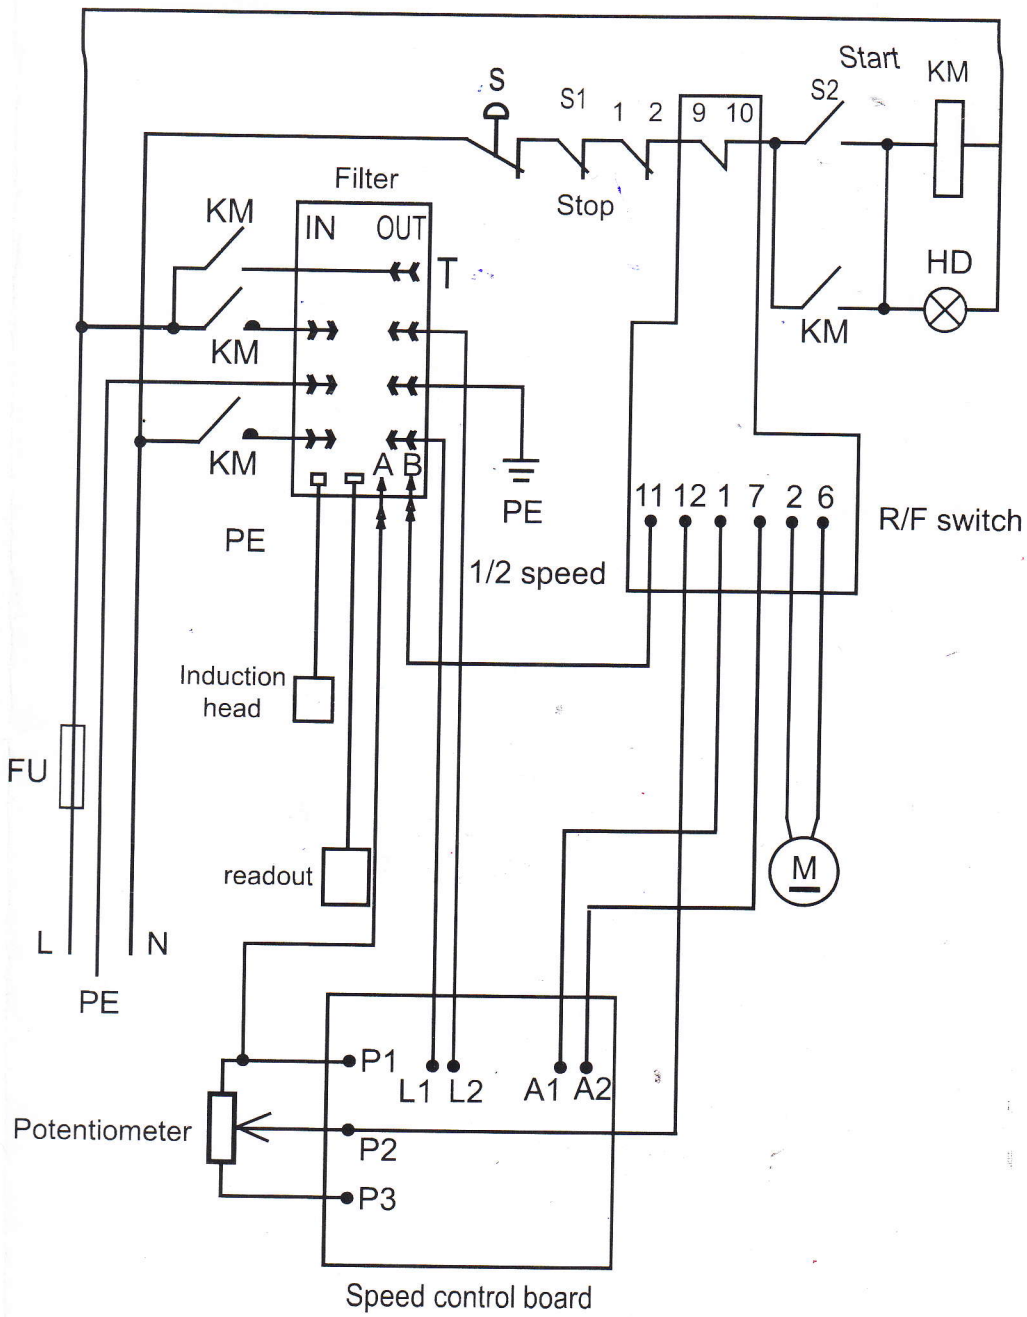 Start
S
S1
S2
KM
1 2 9 10
Filter
Stop
KM
IN OUT
T
HD
KM
KM
KM
A B
PE
PE
11 12 1 7 2 6
R/F switch
1/2 speed
Induction
head
FU
readout
M
L
N
PE
P1
L1 L2 A1 A2
Potentiometer
P2
P3
Speed control board